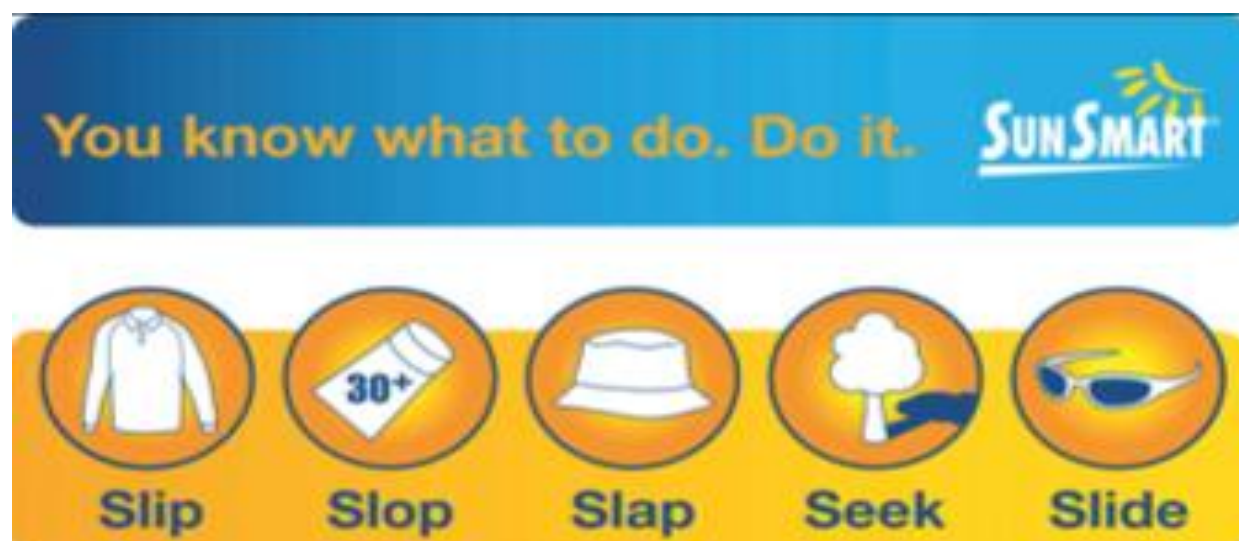 You know what to do. Do it.
SUNSMART
30+
Slip Slop Slap Seek Slide